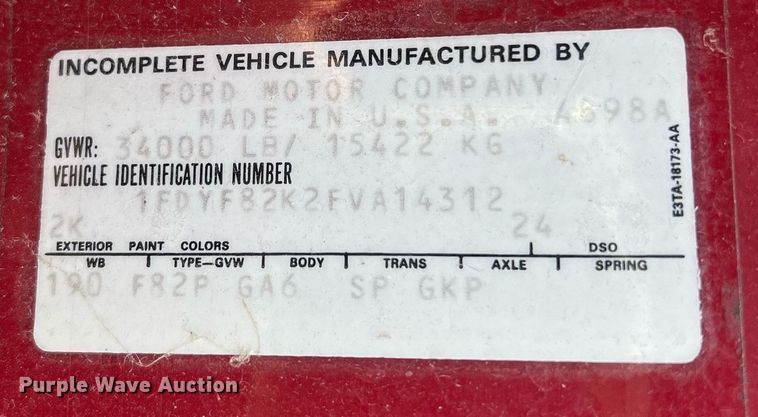 INCOMPLETE VEHICLE MANUFACTURED BY
FORD MOTOR COMPANY
MADE IN U.S.A. A698A
GVWR: 34000 LB/ 15422 KG
VEHICLE IDENTIFICATION NUMBER
1FDYF82K2FVA14312
2K 24
EXTERIOR PAINT COLORS DSO
WB TYPE-GVW BODY TRANS AXLE SPRING
190 F82P GA6 SP GKP
E3TA-18173-AA
Purple Wave Auction